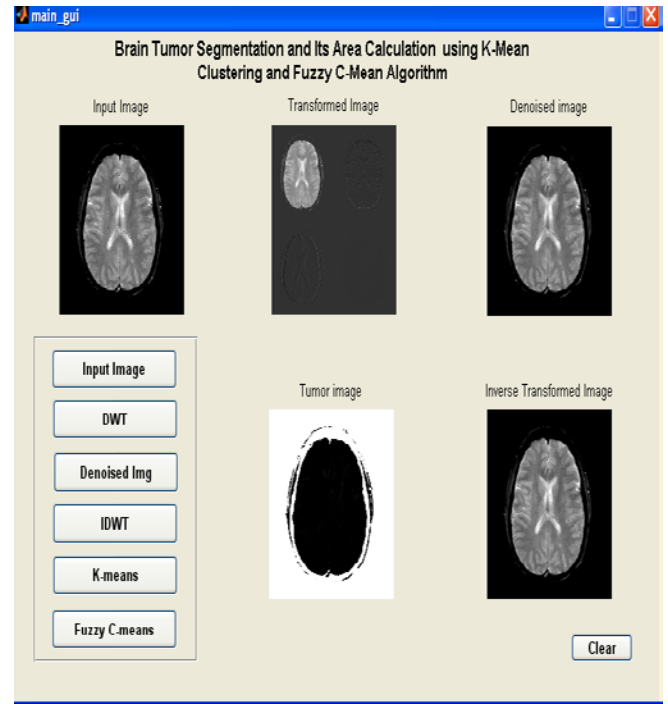 main_gui
Brain Tumor Segmentation and Its Area Calculation using K-Mean
Clustering and Fuzzy C-Mean Algorithm
Input Image
Transformed Image
Denoised image
Input Image
DWT
Denoised Img
IDWT
K-means
Fuzzy C-means
Tumor image
Inverse Transformed Image
Clear